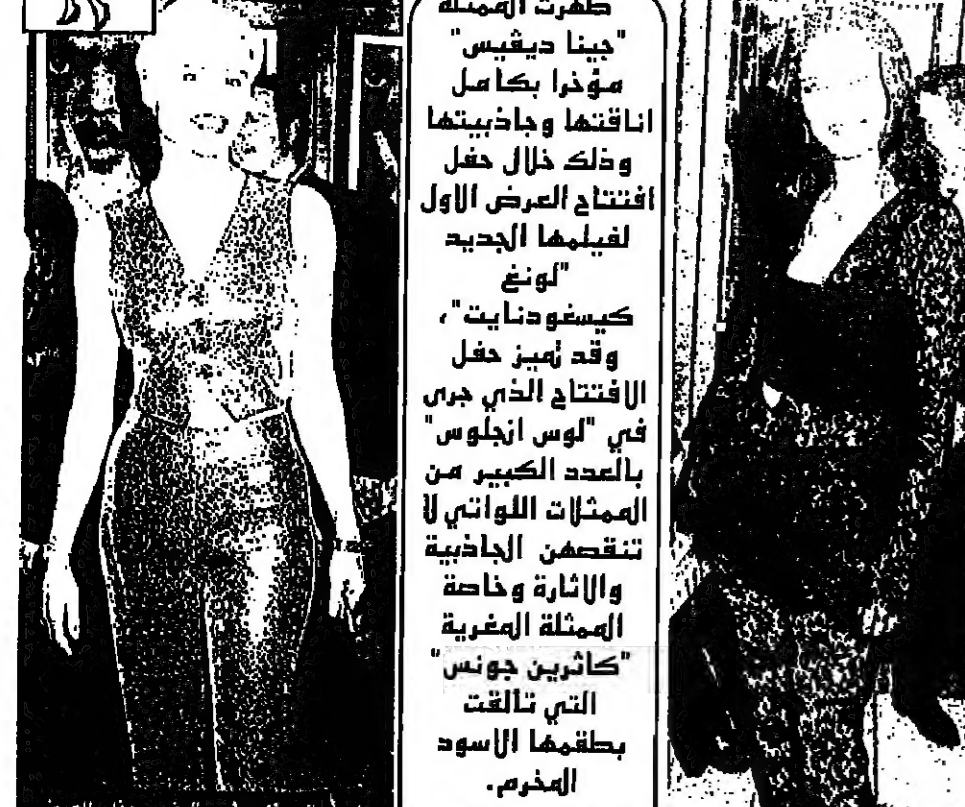 ظهرت الممثلة
"جينا ديڤيس"
مؤخرا بكامل
اناقتها وجاذبيتها
وذلك خلال حفل
افتتاح العرض الاول
لفيلمها الجديد
"لونغ
كيسغودنايت"،
وقد تميز حفل
الافتتاح الذي جرى
في "لوس انجلوس"
بالعدد الكبير من
الممثلات اللواتي لا
تنقصهن الجاذبية
والاثارة وخاصة
الممثلة المغرية
"كاثرين جونس"
التي تألقت
بطقمها الاسود
المخرم.